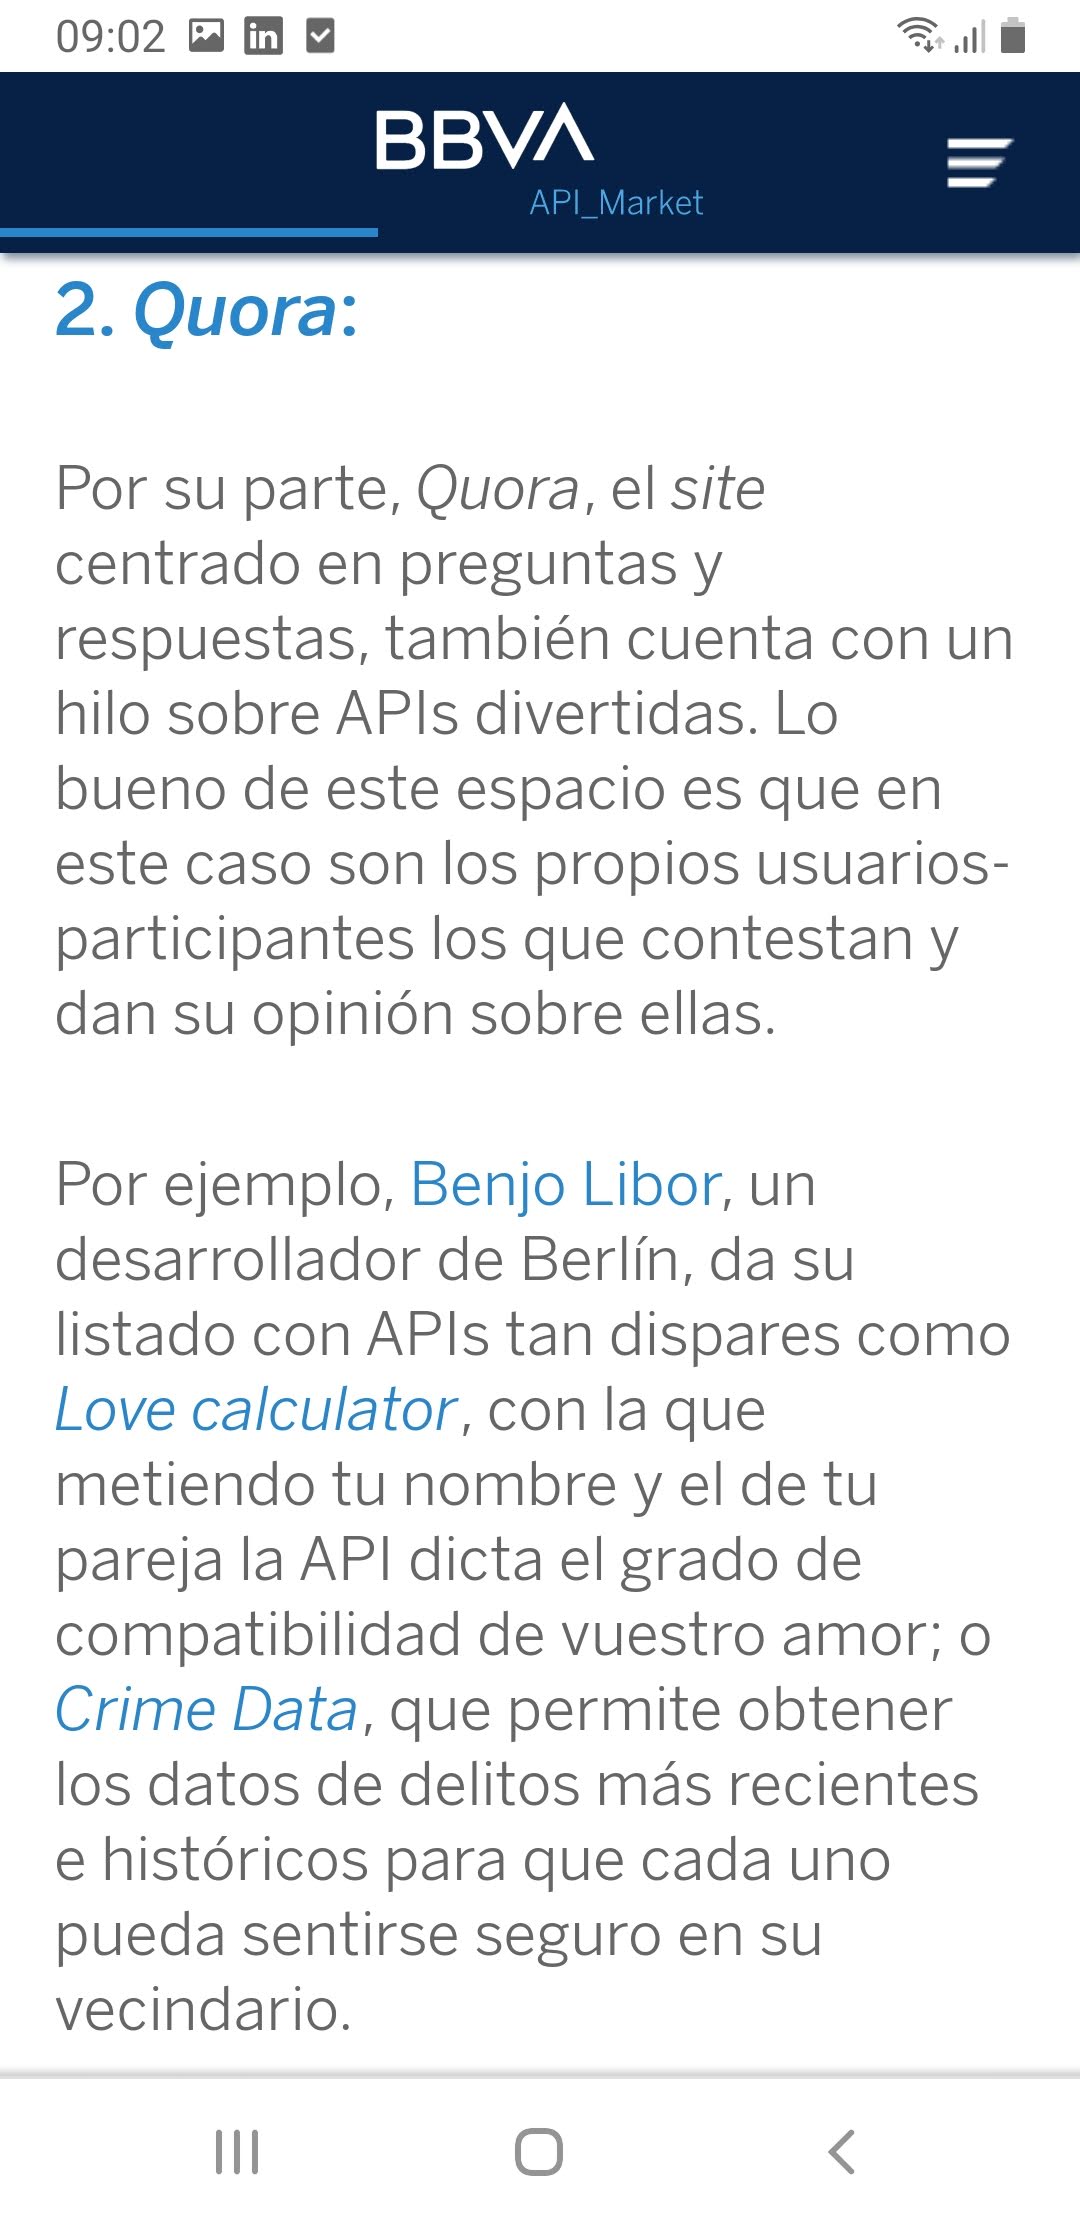 09:02
BBVA
API_Market
2. Quora:
Por su parte, Quora, el site
centrado en preguntas y
respuestas, también cuenta con un
hilo sobre APIs divertidas. Lo
bueno de este espacio es que en
este caso son los propios usuarios-
participantes los que contestan y
dan su opinión sobre ellas.
Por ejemplo, Benjo Libor, un
desarrollador de Berlín, da su
listado con APIs tan dispares como
Love calculator, con la que
metiendo tu nombre y el de tu
pareja la API dicta el grado de
compatibilidad de vuestro amor; o
Crime Data, que permite obtener
los datos de delitos más recientes
e históricos para que cada uno
pueda sentirse seguro en su
vecindario.